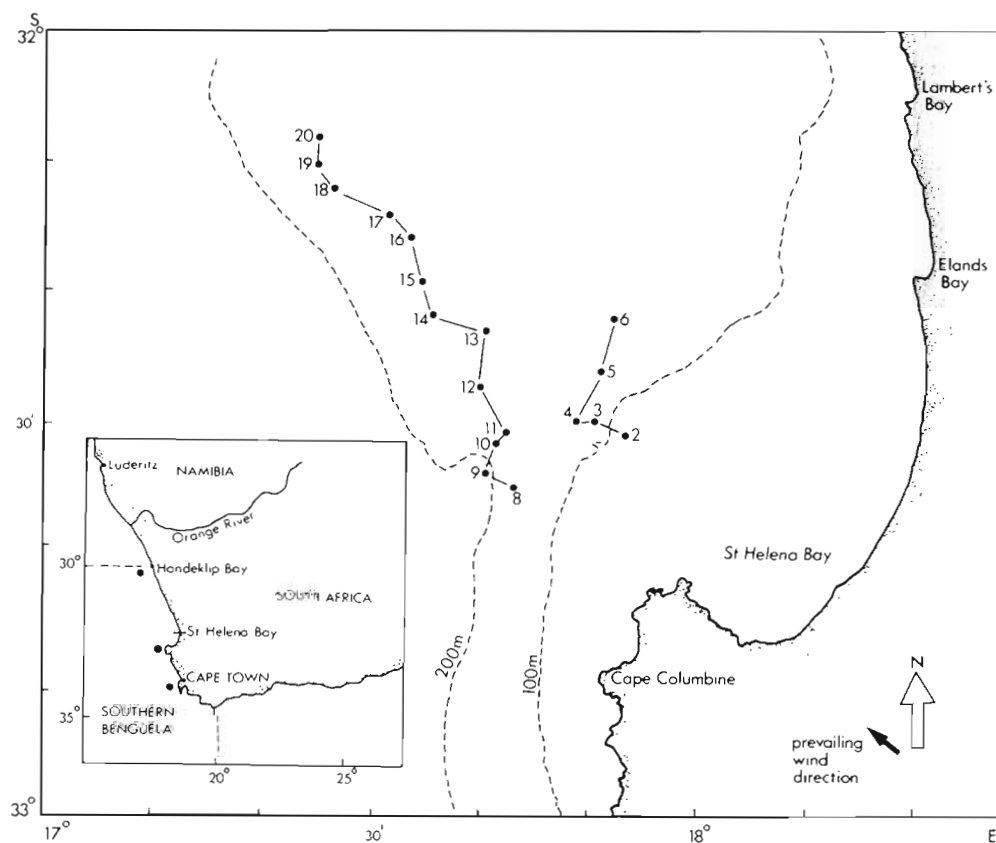 S
32°
Lambert's
Bay
20
19
18
17
16
15
14
13
12
11
10
9
8
6
5
4
3
2
Elands
Bay
30'
Luderitz
NAMIBIA
Orange River
30°
Hondeklip Bay
SOUTH AFRICA
St Helena Bay
CAPE TOWN
SOUTHERN
BENGUELA
35°
20°
25°
St Helena Bay
200m
100m
Cape Columbine
N
prevailing
wind
direction
33°
17°
30'
18°
E